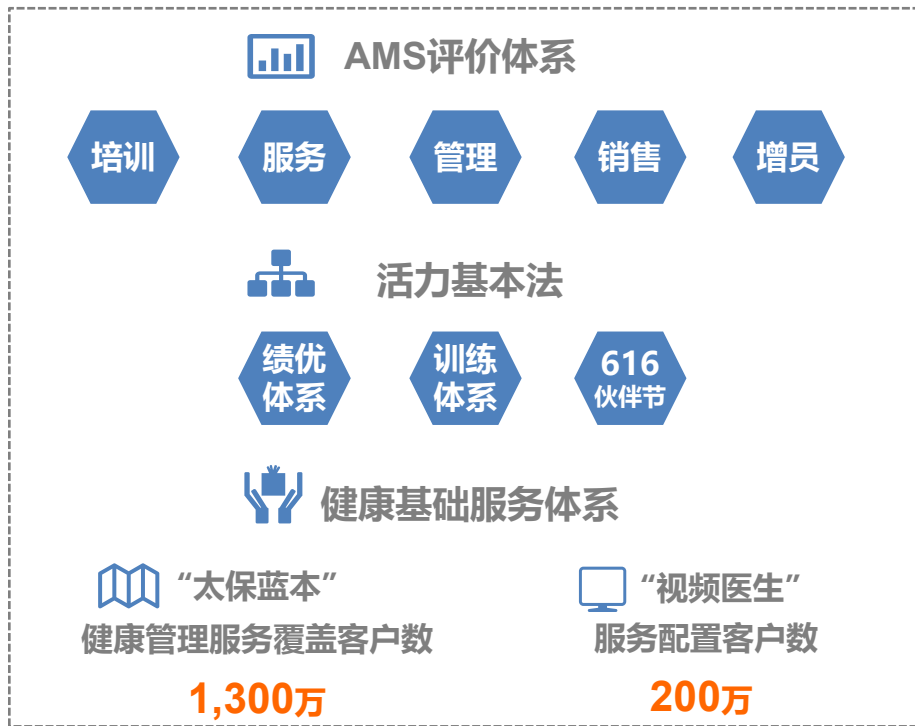 AMS评价体系
培训 服务 管理 销售 增员
活力基本法
绩优 训练 616
体系 体系 伙伴节
健康基础服务体系
“太保蓝本” “视频医生”
健康管理服务覆盖客户数 服务配置客户数
1,300万 200万